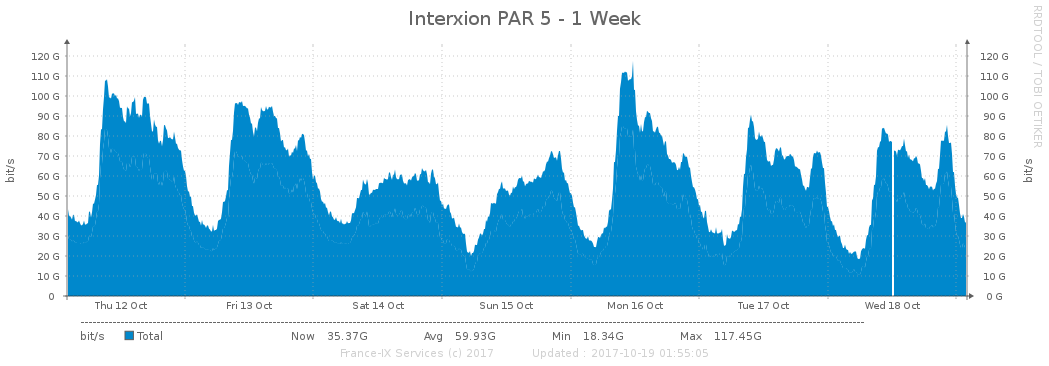 Interxion PAR 5 - 1 Week
RRDTOOL / TOBI OETIKER
bit/s
120 G 120 G
110 G 110 G
100 G 100 G
90 G 90 G
80 G 80 G
70 G 70 G
60 G 60 G
50 G 50 G
40 G 40 G
30 G 30 G
20 G 20 G
10 G 10 G
0 0 G
bit/s
Thu 12 Oct Fri 13 Oct Sat 14 Oct Sun 15 Oct Mon 16 Oct Tue 17 Oct Wed 18 Oct
bit/s Total Now 35.37G Avg 59.93G Min 18.34G Max 117.45G
France-IX Services (c) 2017 Updated : 2017-10-19 01:55:05